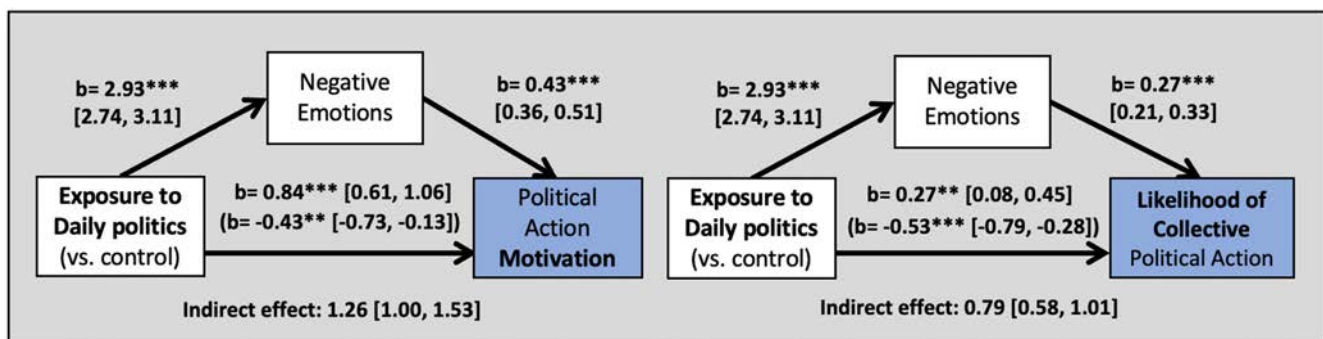 b= 2.93***
[2.74, 3.11]
Negative
Emotions
b= 0.43***
[0.36, 0.51]
Exposure to
Daily politics
(vs. control)
b= 0.84*** [0.61, 1.06]
(b= -0.43** [-0.73, -0.13])
Political
Action
Motivation
Indirect effect: 1.26 [1.00, 1.53]
b= 2.93***
[2.74, 3.11]
Negative
Emotions
b= 0.27***
[0.21, 0.33]
Exposure to
Daily politics
(vs. control)
b= 0.27** [0.08, 0.45]
(b= -0.53*** [-0.79, -0.28])
Likelihood of
Collective
Political Action
Indirect effect: 0.79 [0.58, 1.01]